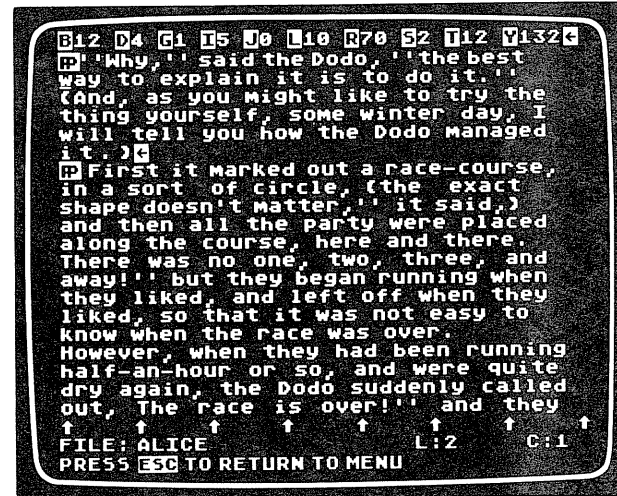 B12 D4 G1 I5 J0 L10 R70 S2 T12 Y132←
P''Why,'' said the Dodo, ''the best
way to explain it is to do it.''
(And, as you might like to try the
thing yourself, some winter day, I
will tell you how the Dodo managed
it.)←
P First it marked out a race-course,
in a sort of circle, (the exact
shape doesn't matter,'' it said,)
and then all the party were placed
along the course, here and there.
There was no one, two, three, and
away!'' but they began running when
they liked, and left off when they
liked, so that it was not easy to
know when the race was over.
However, when they had been running
half-an-hour or so, and were quite
dry again, the Dodo suddenly called
out, The race is over!'' and they
↑ ↑ ↑ ↑ ↑ ↑ ↑ ↑
FILE: ALICE L:2 C:1
PRESS ESC TO RETURN TO MENU